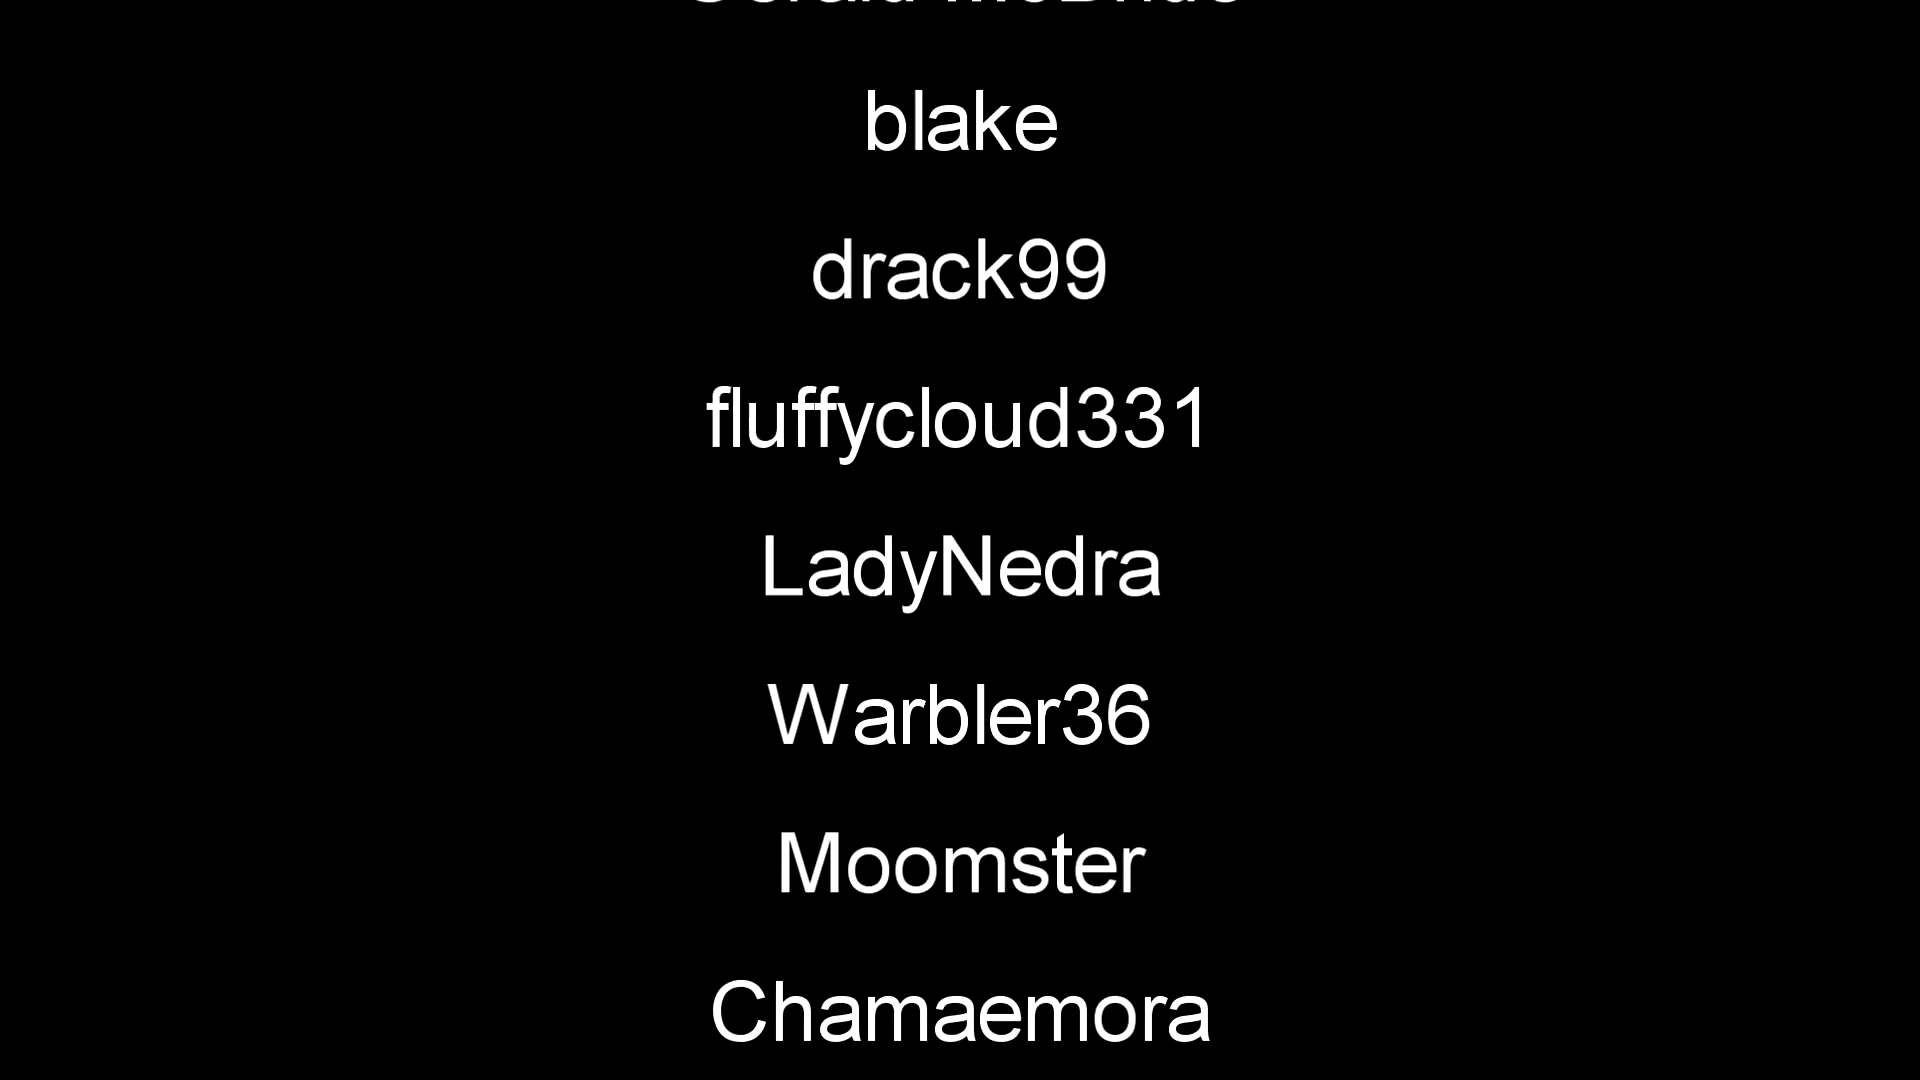 blake
drack99
fluffycloud331
LadyNedra
Warbler36
Moomster
Chamaemora